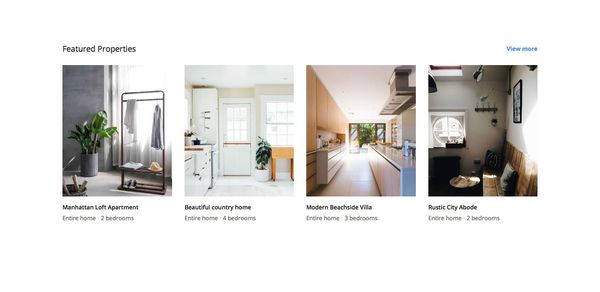 Featured Properties
View more
Manhattan Loft Apartment
Entire home · 2 bedrooms
Beautiful country home
Entire home · 4 bedrooms
Modern Beachside Villa
Entire home · 3 bedrooms
Rustic City Abode
Entire home · 2 bedrooms